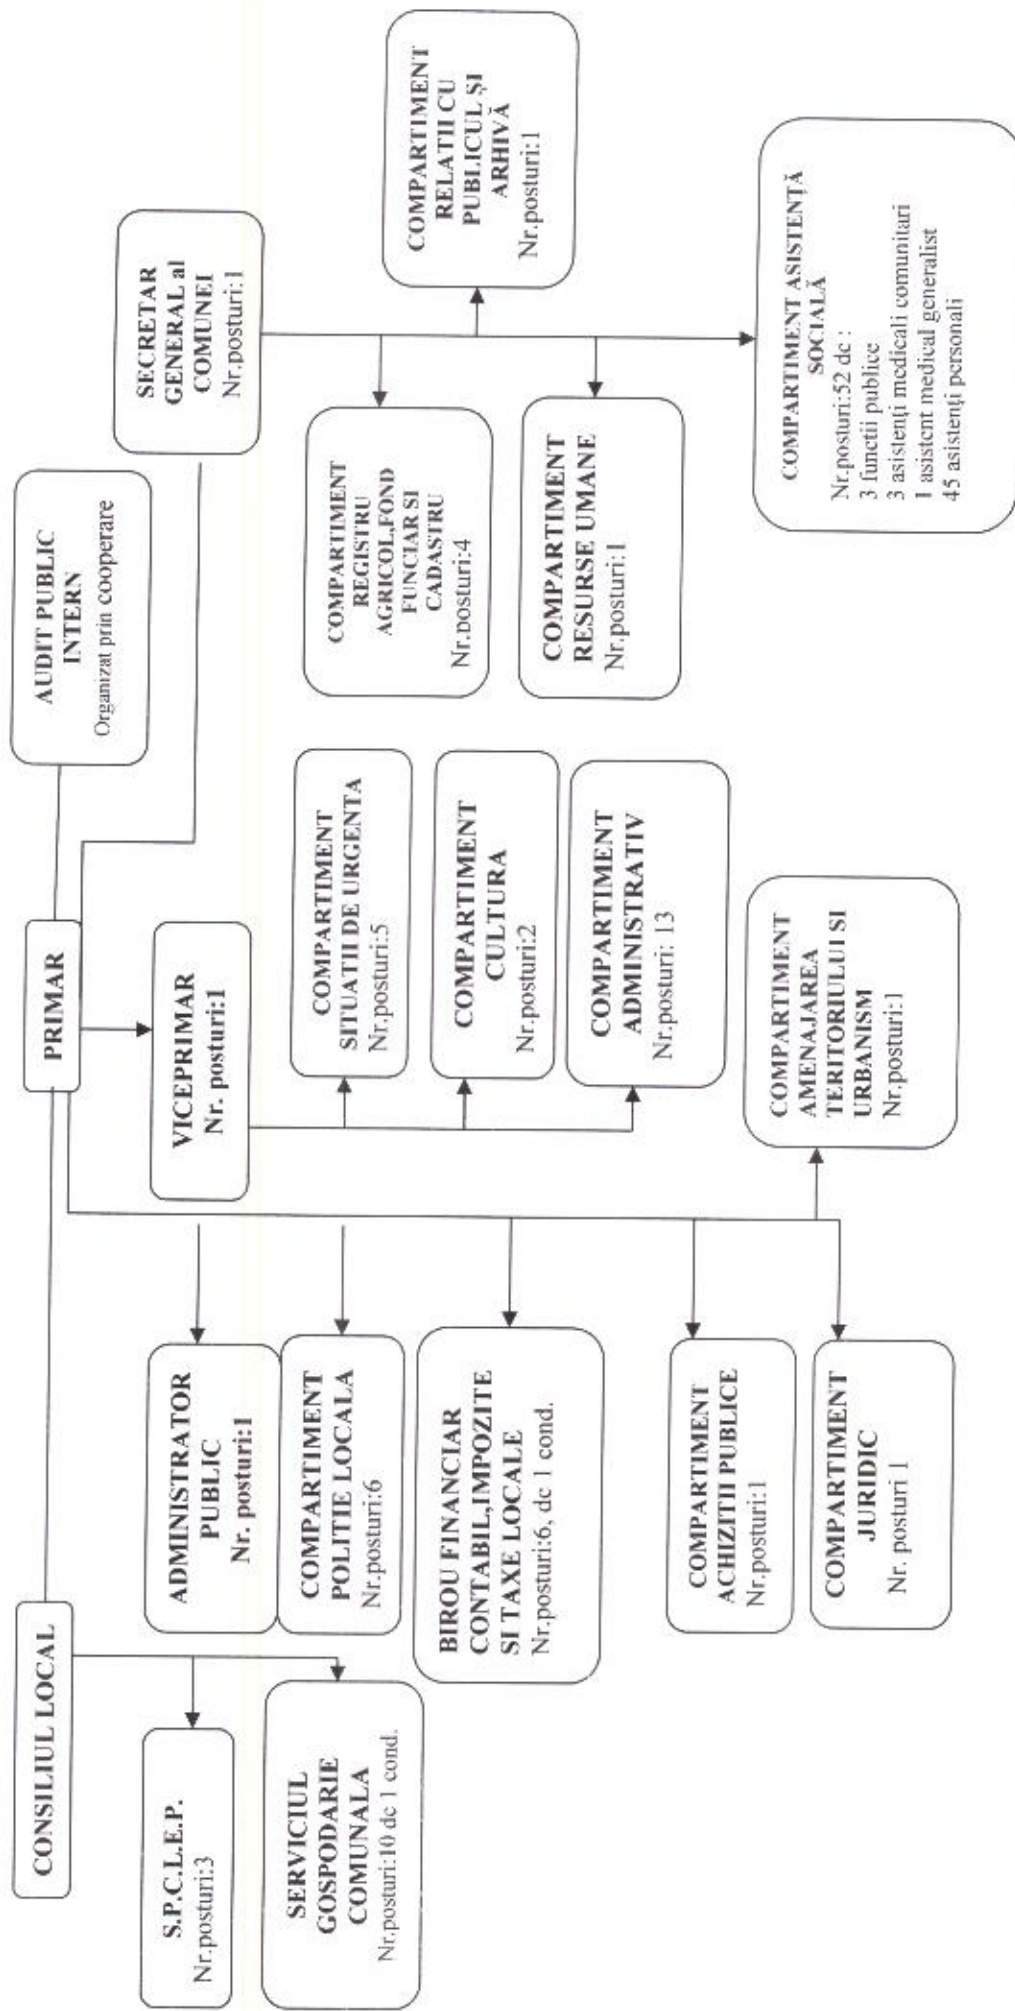 CONSILIUL LOCAL
PRIMAR
AUDIT PUBLIC
INTERN
Organizat prin cooperare
S.P.C.L.E.P.
Nr.posturi:3
SERVICIUL
GOSPODARIE
COMUNALA
Nr.posturi:10 dc 1 cond.
ADMINISTRATOR
PUBLIC
Nr. posturi:1
COMPARTIMENT
POLITIE LOCALA
Nr.posturi:6
BIROU FINANCIAR
CONTABIL,IMPOZITE
SI TAXE LOCALE
Nr.posturi:6, dc 1 cond.
COMPARTIMENT
ACHIZITII PUBLICE
Nr.posturi:1
COMPARTIMENT
JURIDIC
Nr. posturi 1
VICEPRIMAR
Nr. posturi:1
COMPARTIMENT
SITUATII DE URGENTA
Nr.posturi:5
COMPARTIMENT
CULTURA
Nr.posturi:2
COMPARTIMENT
ADMINISTRATIV
Nr.posturi: 13
COMPARTIMENT
AMENAJAREA
TERITORIULUI SI
URBANISM
Nr.posturi:1
SECRETAR
GENERAL al
COMUNEI
Nr.posturi:1
COMPARTIMENT
REGISTRU
AGRICOL,FOND
FUNCIAR SI
CADASTRU
Nr.posturi:4
COMPARTIMENT
RELATII CU
PUBLICUL ȘI
ARHIVĂ
Nr.posturi:1
COMPARTIMENT
RESURSE UMANE
Nr.posturi:1
COMPARTIMENT ASISTENȚĂ
SOCIALĂ
Nr.posturi:52 dc :
3 functii publice
3 asistenți medicali comunitari
1 asistent medical generalist
45 asistenți personali